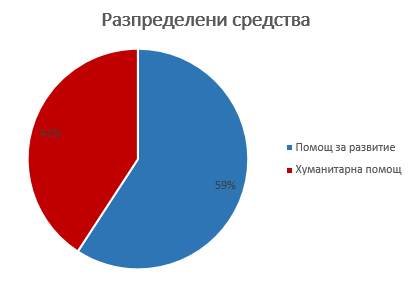 Разпределени средства
41%
59%
Помощ за развитие
Хуманитарна помощ